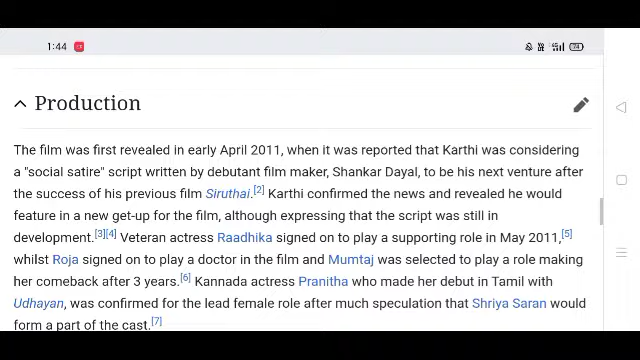 1:44
Production
The film was first revealed in early April 2011, when it was reported that Karthi was considering
a "social satire" script written by debutant film maker, Shankar Dayal, to be his next venture after
the success of his previous film Siruthai.[2] Karthi confirmed the news and revealed he would
feature in a new get-up for the film, although expressing that the script was still in
development.[3][4] Veteran actress Raadhika signed on to play a supporting role in May 2011,[5]
whilst Roja signed on to play a doctor in the film and Mumtaj was selected to play a role making
her comeback after 3 years.[6] Kannada actress Pranitha who made her debut in Tamil with
Udhayan, was confirmed for the lead female role after much speculation that Shriya Saran would
form a part of the cast.[7]